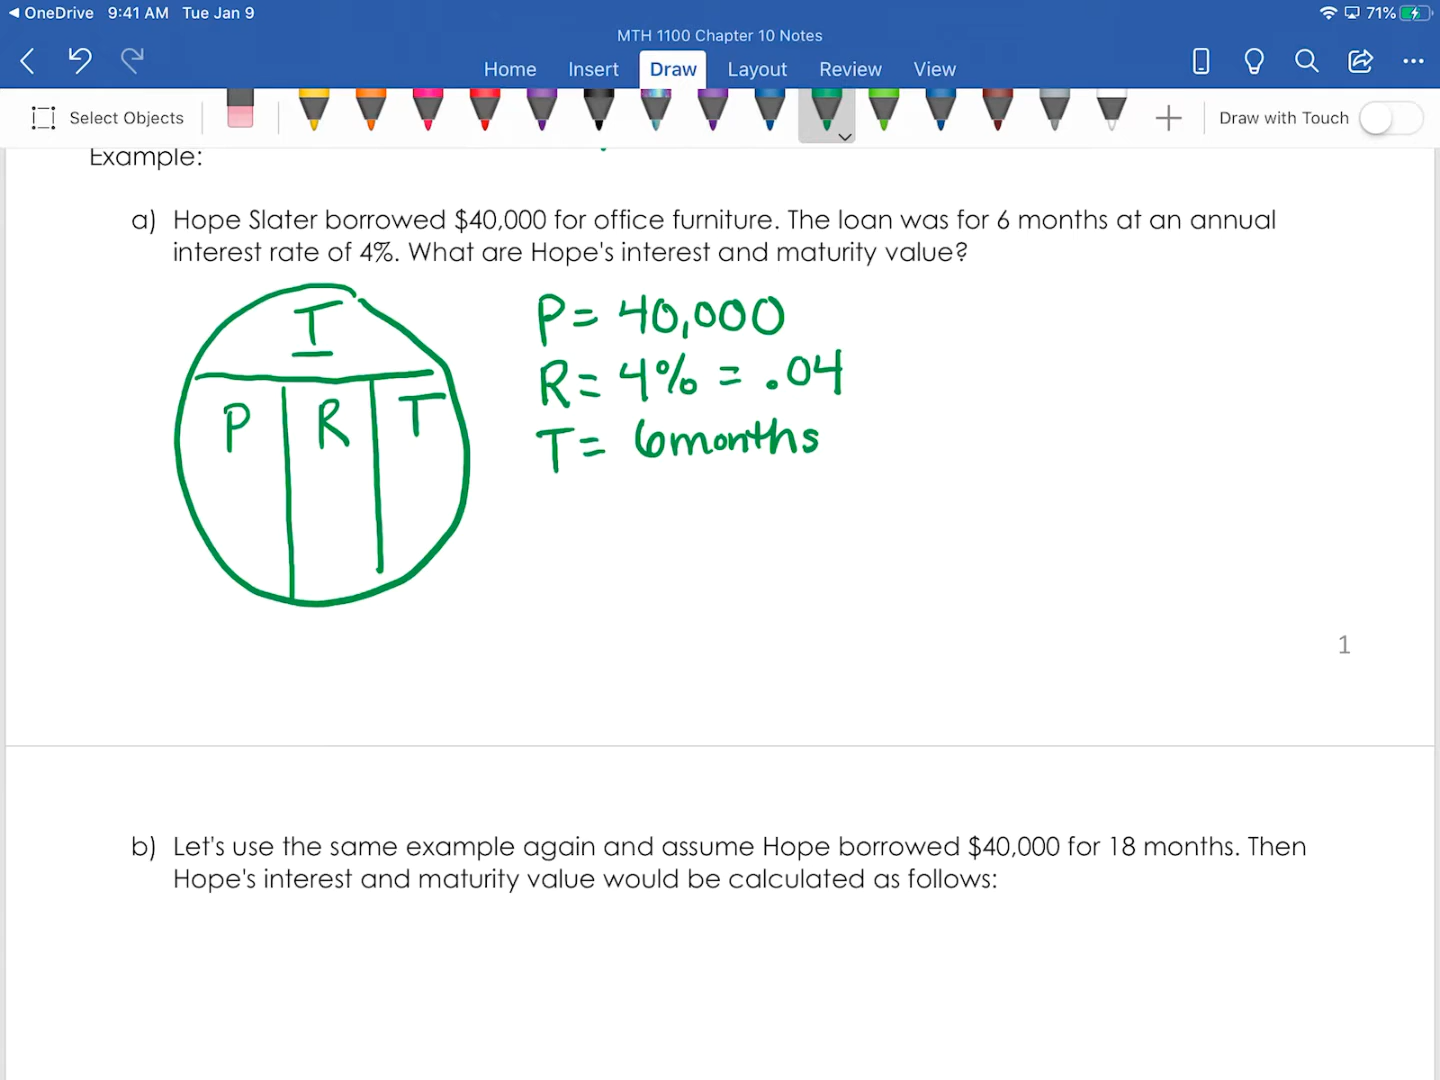 OneDrive 9:41 AM Tue Jan 9
71%
MTH 1100 Chapter 10 Notes
Home Insert Draw Layout Review View
Select Objects
Draw with Touch
Example:
a) Hope Slater borrowed $40,000 for office furniture. The loan was for 6 months at an annual
interest rate of 4%. What are Hope's interest and maturity value?
I
P R T
P= 40,000
R= 4% = .04
T= 6months
1
b) Let's use the same example again and assume Hope borrowed $40,000 for 18 months. Then
Hope's interest and maturity value would be calculated as follows: